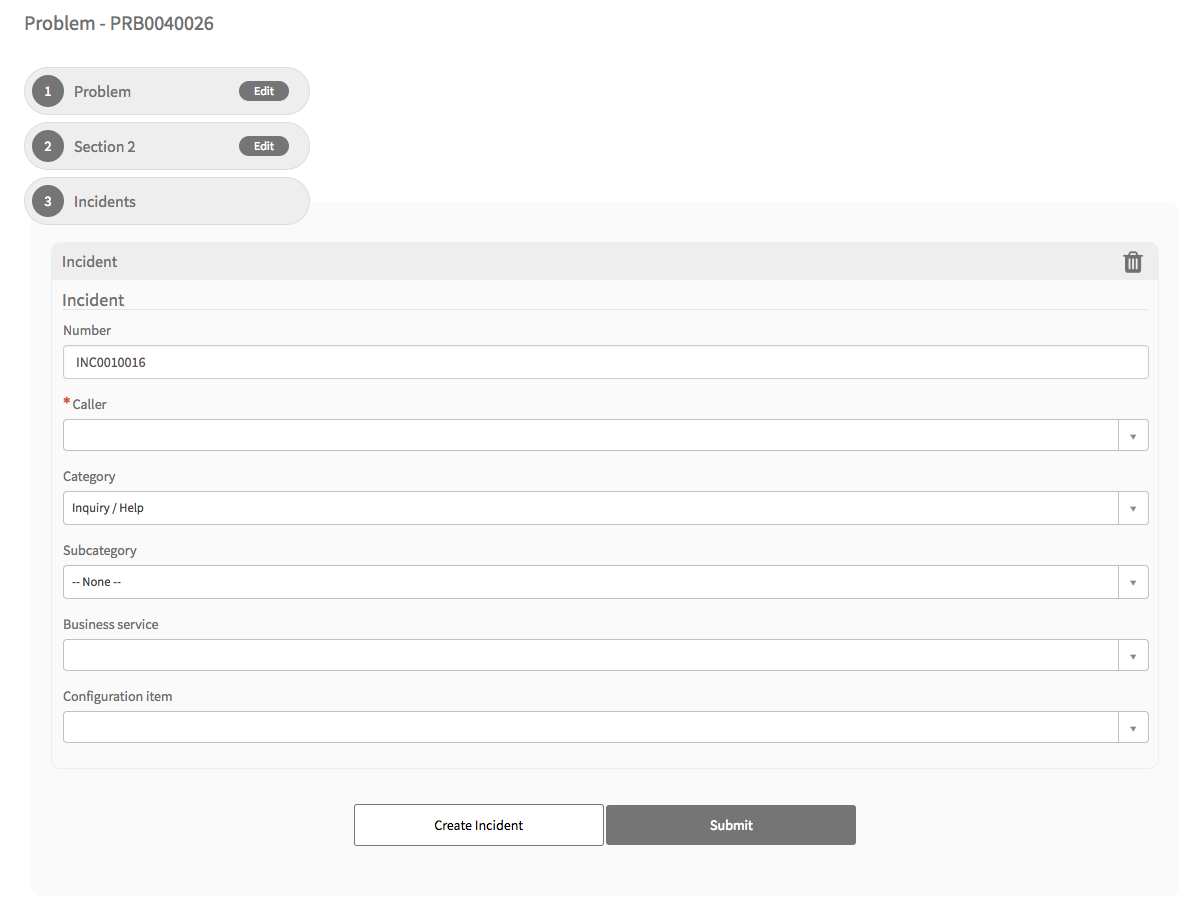 Problem - PRB0040026
1 Problem Edit
2 Section 2 Edit
3 Incidents
Incident
Incident
Number
INC0010016
* Caller
Category
Inquiry / Help
Subcategory
-- None --
Business service
Configuration item
Create Incident Submit